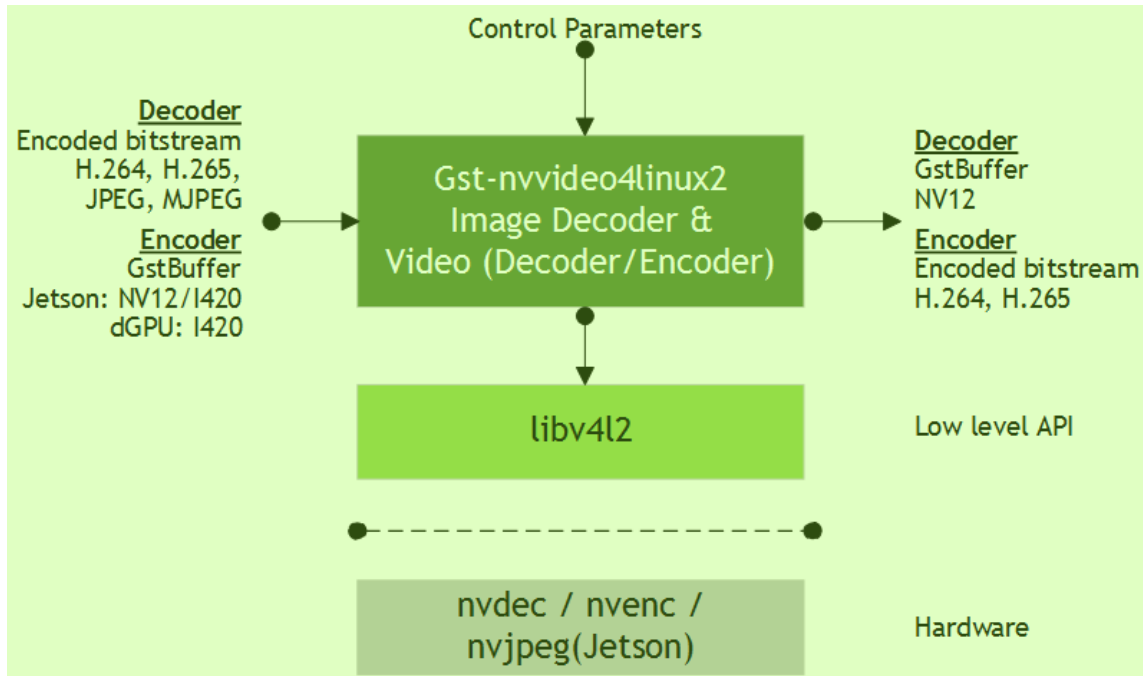 Control Parameters
Decoder
Encoded bitstream
H.264, H.265,
JPEG, MJPEG
Encoder
GstBuffer
Jetson: NV12/I420
dGPU: I420
Gst-nvvideo4linux2
Image Decoder &
Video (Decoder/Encoder)
Decoder
GstBuffer
NV12
Encoder
Encoded bitstream
H.264, H.265
libv4l2
Low level API
nvdec / nvenc /
nvjpeg(Jetson)
Hardware